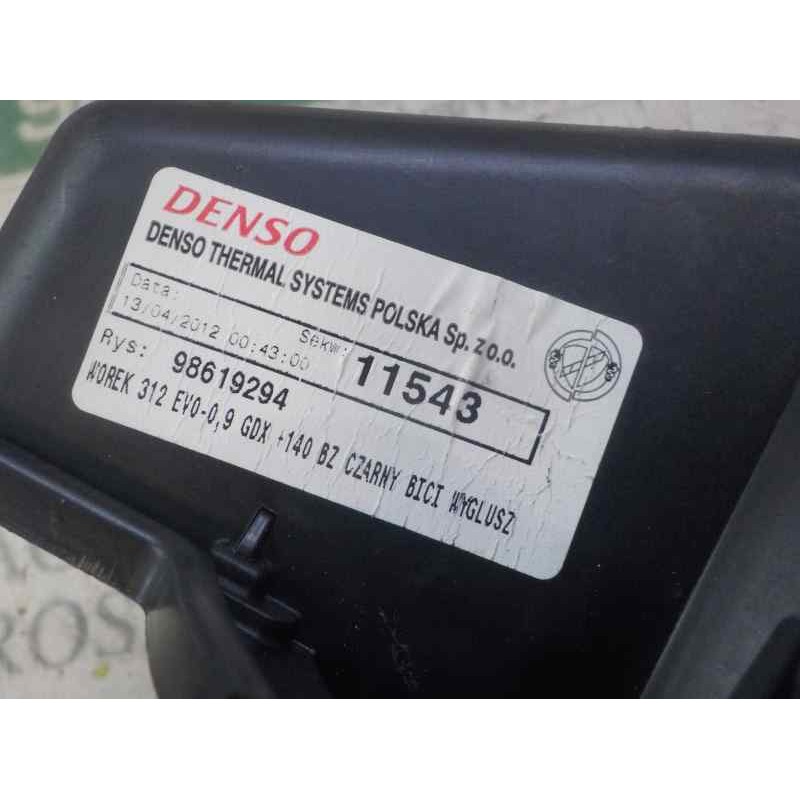 DENSO
DENSO THERMAL SYSTEMS POLSKA Sp. z o.o.
Data:
13/04/2012 00:43:00
Sekw:
11543
Rys: 98619294
WOREK 312 EVO-0,9 GDX +140 BZ CZARNY BICI WYGLUSZ
ROS